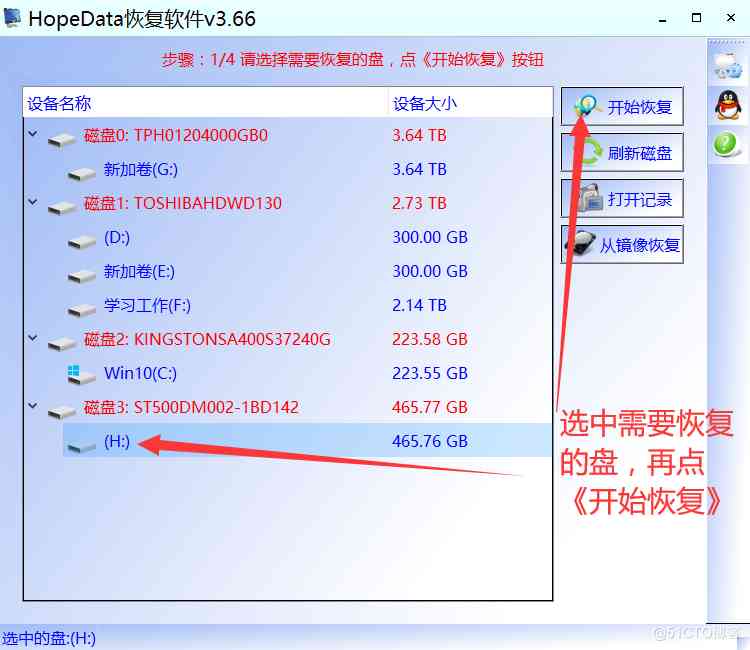 HopeData恢复软件v3.66
步骤：1/4 请选择需要恢复的盘，点《开始恢复》按钮
设备名称 设备大小
磁盘0: TPH01204000GB0 3.64 TB
新加卷(G:) 3.64 TB
磁盘1: TOSHIBAHDWD130 2.73 TB
(D:) 300.00 GB
新加卷(E:) 300.00 GB
学习工作(F:) 2.14 TB
磁盘2: KINGSTONSA400S37240G 223.58 GB
Win10(C:) 223.55 GB
磁盘3: ST500DM002-1BD142 465.77 GB
(H:) 465.76 GB
开始恢复
刷新磁盘
打开记录
从镜像恢复
选中需要恢复
的盘，再点
《开始恢复》
选中的盘:(H:)
@51CTO博客